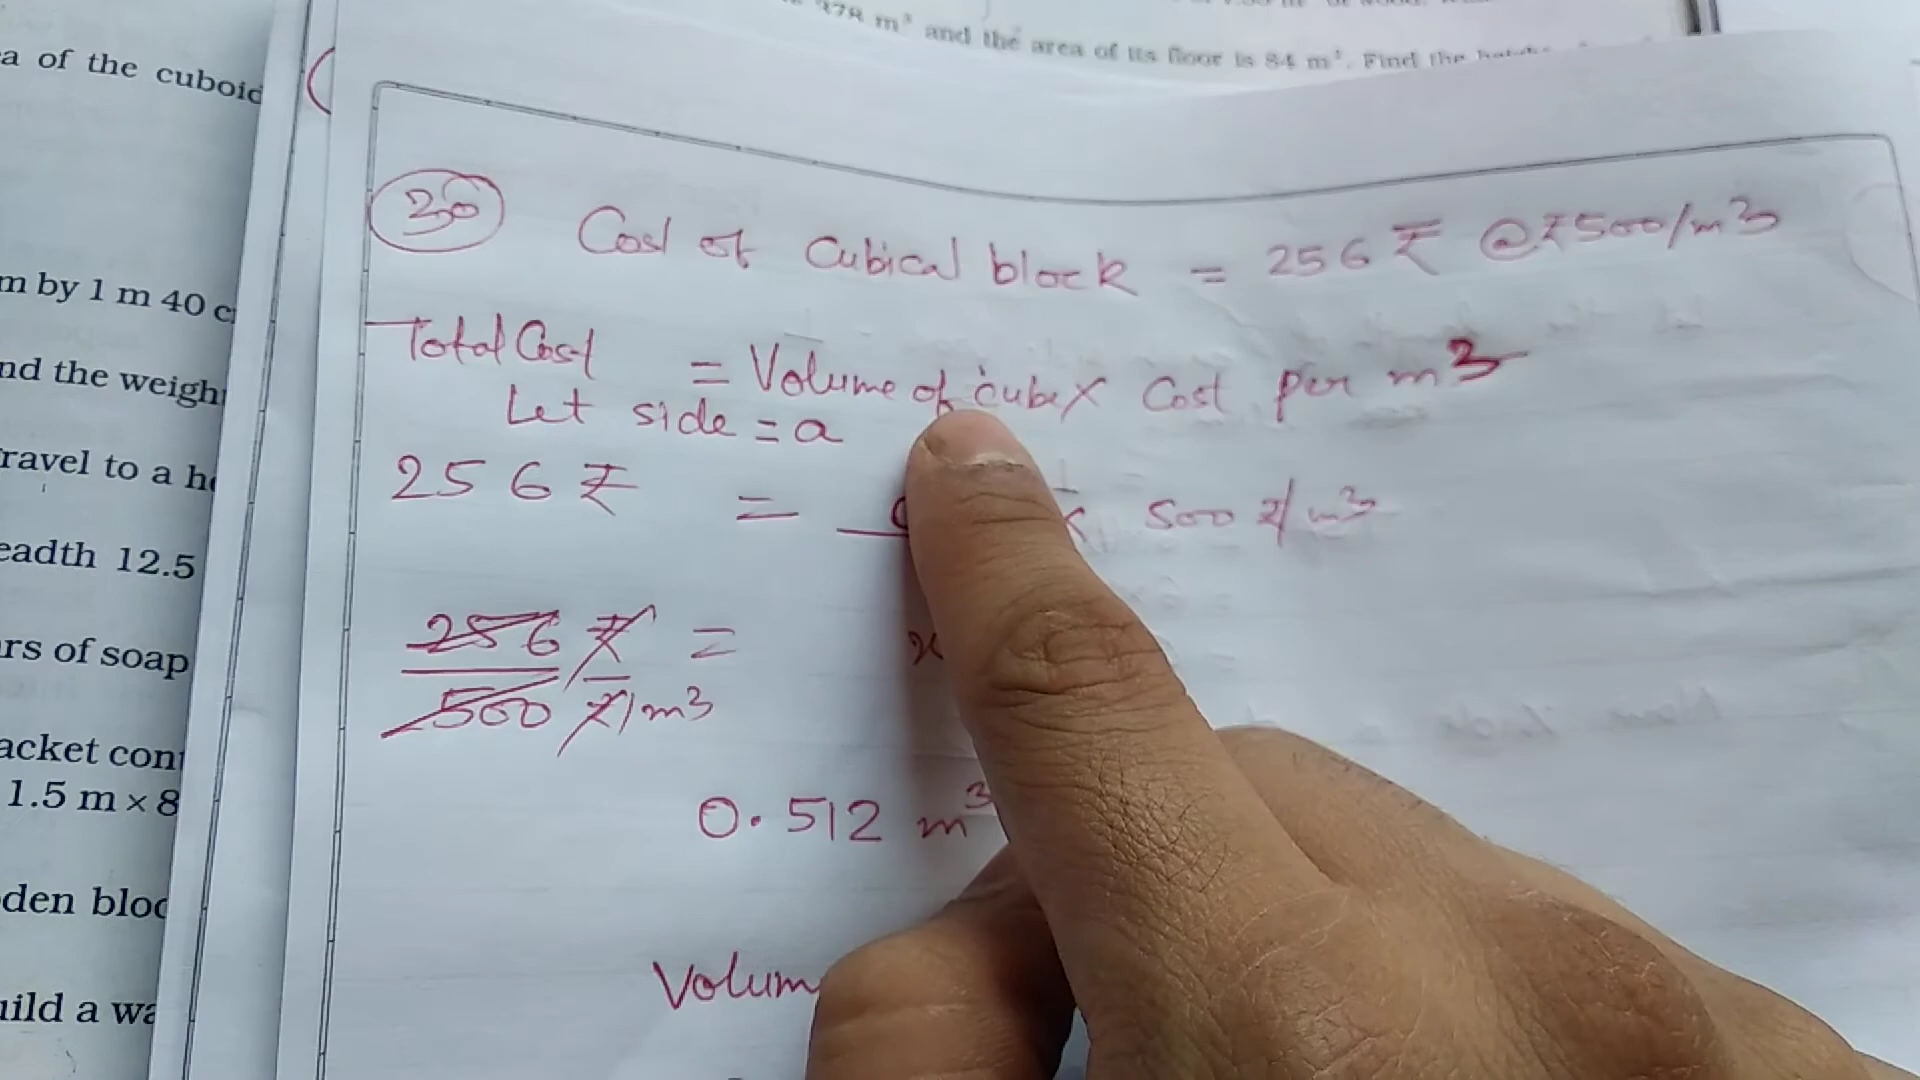 378 m³ and the area of its floor is 84 m². Find the
a of the cuboid
m by 1 m 40 c
nd the weigh
ravel to a h
eadth 12.5
rs of soap
acket con
1.5 m × 8
den bloc
uild a wa
30 Cost of Cubical block = 256 ₹ @₹500/m3
Total Cost = Volume of cube × Cost per m3
Let side = a
256 ₹ = × 500 ₹/m3
256 ₹ =
500 ₹/m3
0.512 m3
Volum